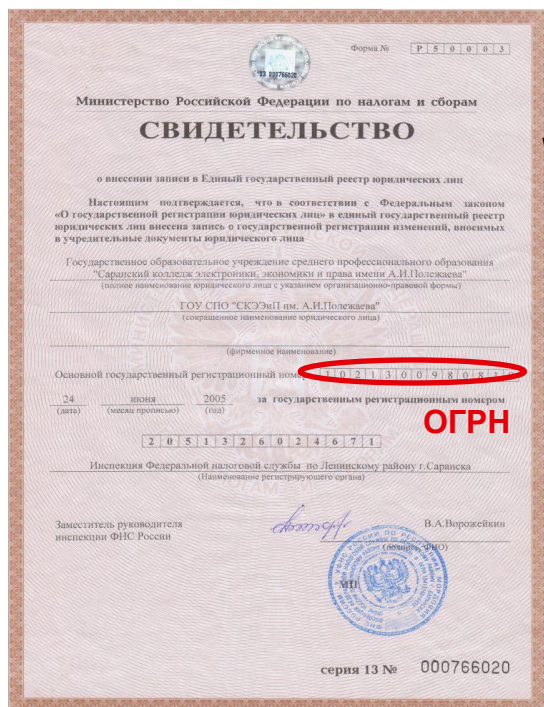 Форма № Р 5 0 0 0 3
ЯЭ 000766020
Министерство Российской Федерации по налогам и сборам
СВИДЕТЕЛЬСТВО
о внесении записи в Единый государственный реестр юридических лиц
Настоящим подтверждается, что в соответствии с Федеральным законом
«О государственной регистрации юридических лиц» в единый государственный реестр
юридических лиц внесена запись о государственной регистрации изменений, вносимых
в учредительные документы юридического лица
Государственное образовательное учреждение среднего профессионального образования
"Саранский колледж электроники, экономики и права имени А.И.Полежаева"
(полное наименование юридического лица с указанием организационно-правовой формы)
ГОУ СПО "СКЭЭиП им. А.И.Полежаева"
(сокращенное наименование юридического лица)
(фирменное наименование)
Основной государственный регистрационный номер
24 июня 2005 за государственным регистрационным номером
(дата) (месяц прописью) (год)
ОГРН
2 0 5 1 3 2 6 0 2 4 6 7 1
Инспекция Федеральной налоговой службы по Ленинскому району г.Саранска
(Наименование регистрирующего органа)
Заместитель руководителя В.А.Ворожейкин
инспекции ФНС России
(подпись, ФИО)
МП
серия 13 № 000766020